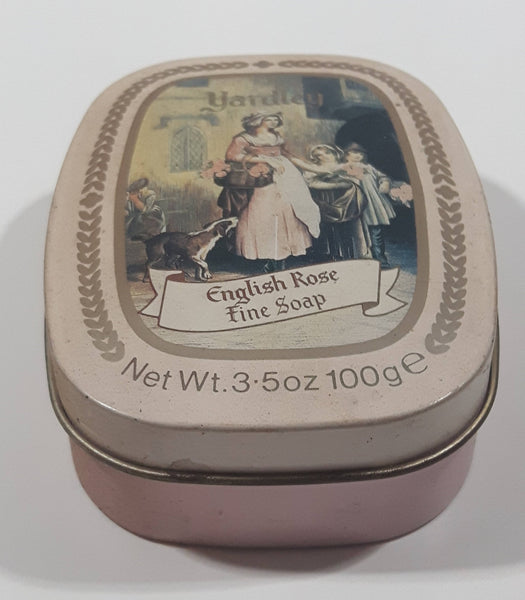 Yardley
English Rose
Fine Soap
Net Wt.3·5oz 100g℮